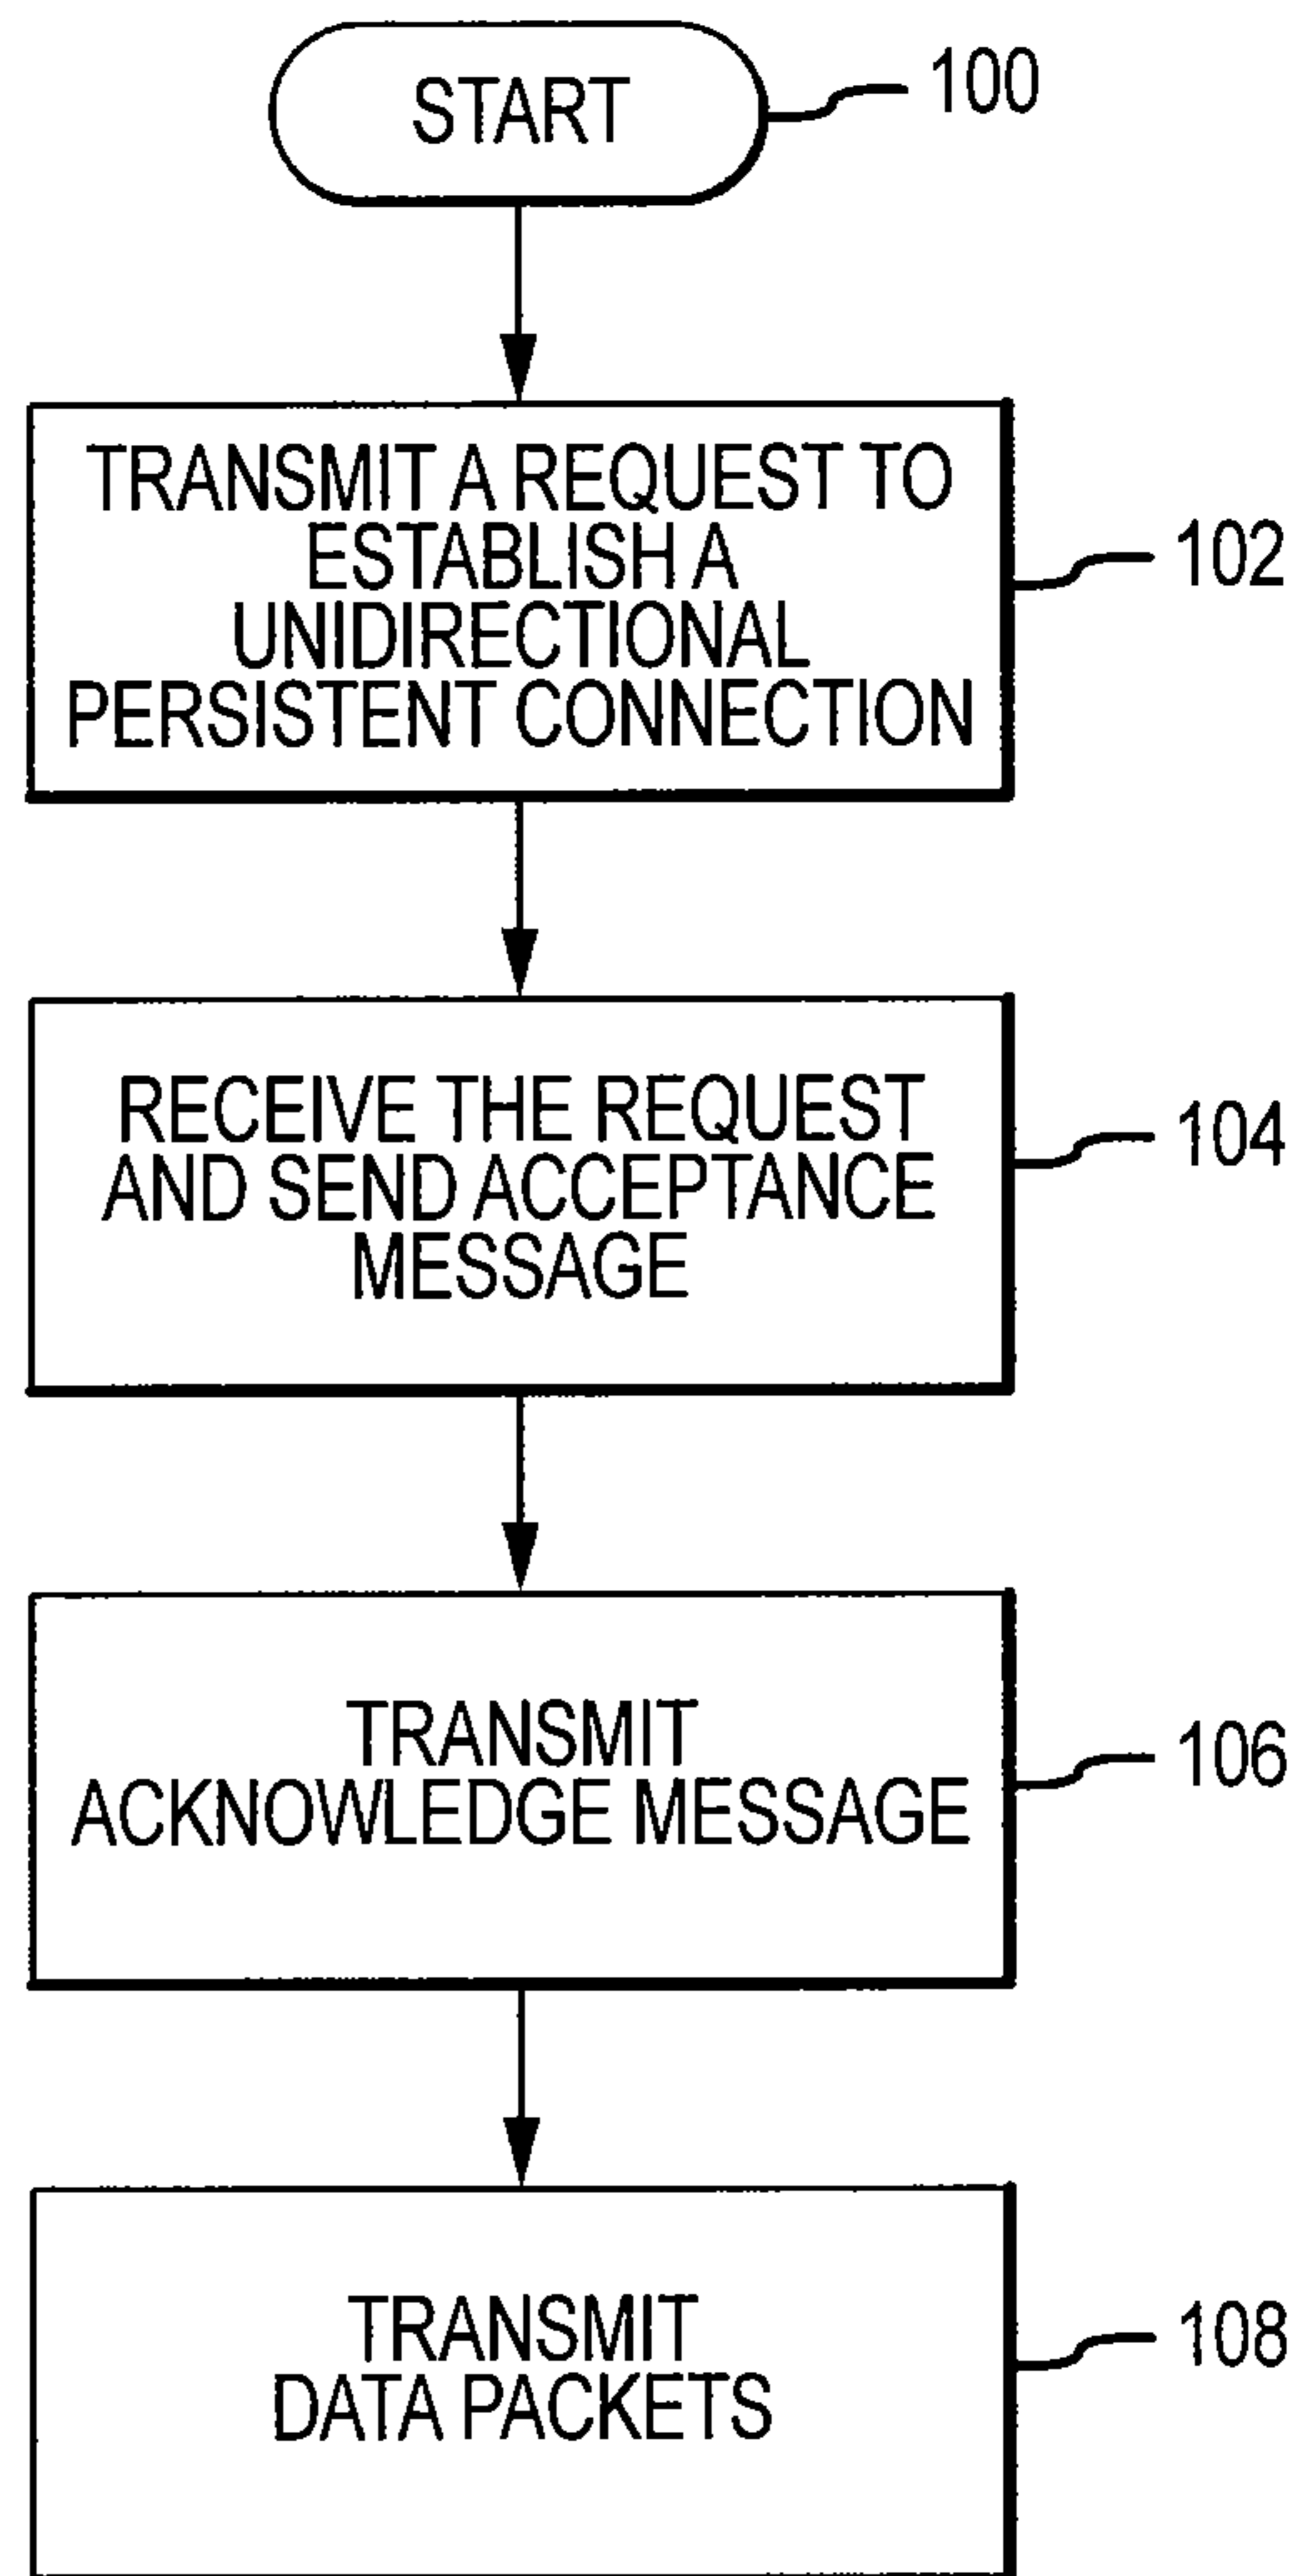 START
100
TRANSMIT A REQUEST TO
ESTABLISH A
UNIDIRECTIONAL
PERSISTENT CONNECTION
102
RECEIVE THE REQUEST
AND SEND ACCEPTANCE
MESSAGE
104
TRANSMIT
ACKNOWLEDGE MESSAGE
106
TRANSMIT
DATA PACKETS
108